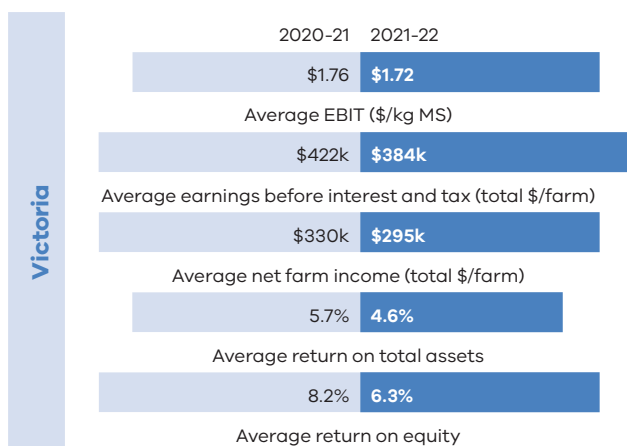 Victoria
2020-21 2021-22
$1.76 $1.72
Average EBIT ($/kg MS)
$422k $384k
Average earnings before interest and tax (total $/farm)
$330k $295k
Average net farm income (total $/farm)
5.7% 4.6%
Average return on total assets
8.2% 6.3%
Average return on equity